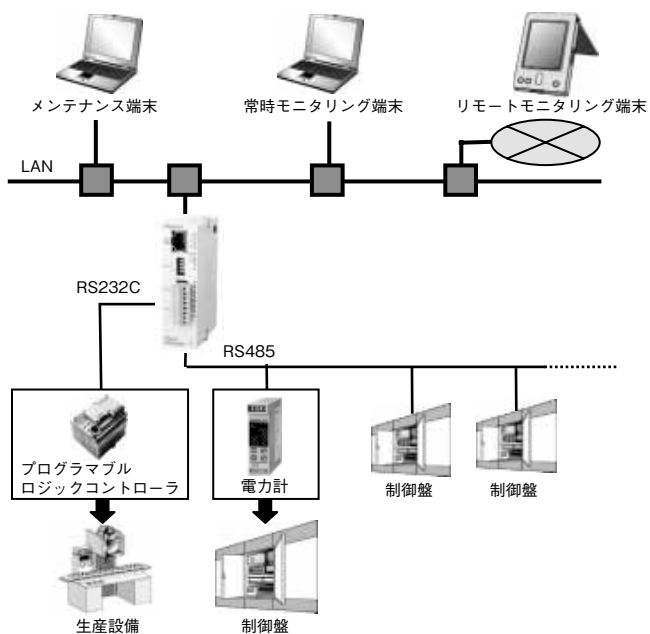 メンテナンス端末
常時モニタリング端末
リモートモニタリング端末
LAN
RS232C
RS485
プログラマブル
ロジックコントローラ
電力計
制御盤
制御盤
生産設備
制御盤